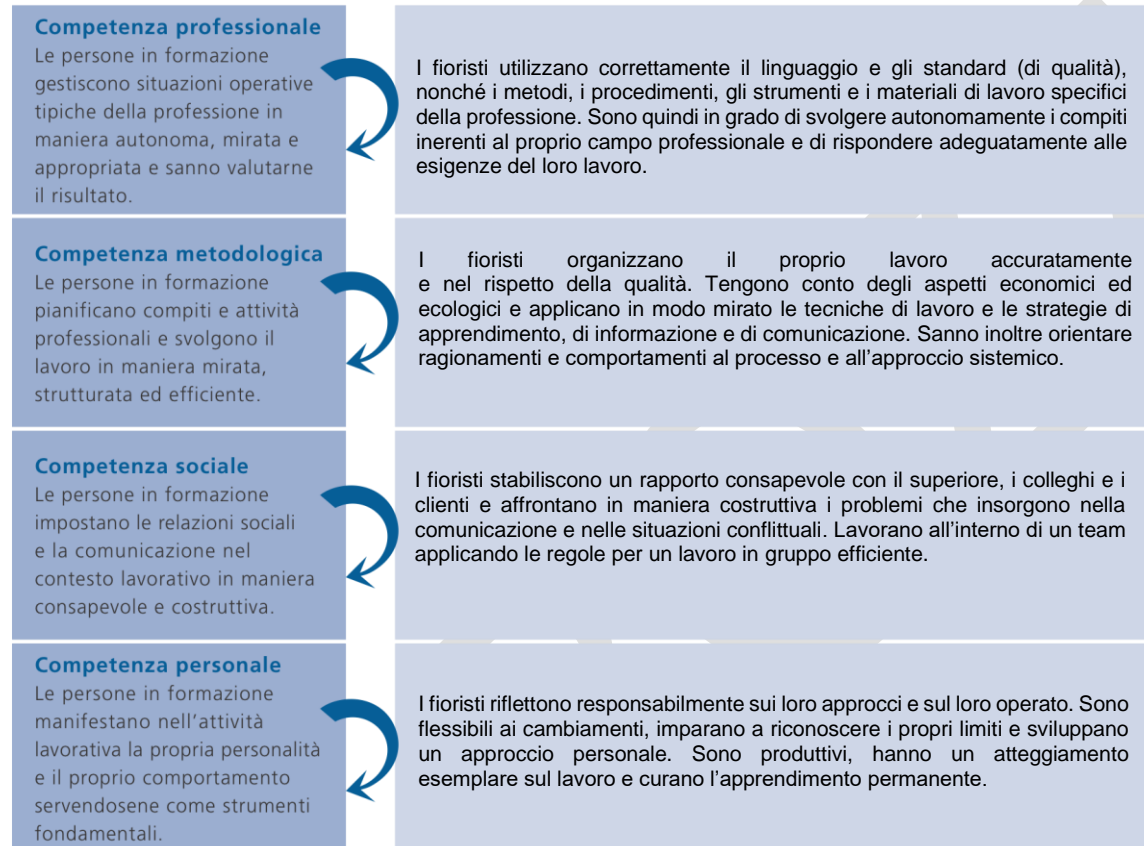 Competenza professionale
Le persone in formazione
gestiscono situazioni operative
tipiche della professione in
maniera autonoma, mirata e
appropriata e sanno valutarne
il risultato.
I fioristi utilizzano correttamente il linguaggio e gli standard (di qualità),
nonché i metodi, i procedimenti, gli strumenti e i materiali di lavoro specifici
della professione. Sono quindi in grado di svolgere autonomamente i compiti
inerenti al proprio campo professionale e di rispondere adeguatamente alle
esigenze del loro lavoro.
Competenza metodologica
Le persone in formazione
pianificano compiti e attività
professionali e svolgono il
lavoro in maniera mirata,
strutturata ed efficiente.
I fioristi organizzano il proprio lavoro accuratamente
e nel rispetto della qualità. Tengono conto degli aspetti economici ed
ecologici e applicano in modo mirato le tecniche di lavoro e le strategie di
apprendimento, di informazione e di comunicazione. Sanno inoltre orientare
ragionamenti e comportamenti al processo e all'approccio sistemico.
Competenza sociale
Le persone in formazione
impostano le relazioni sociali
e la comunicazione nel
contesto lavorativo in maniera
consapevole e costruttiva.
I fioristi stabiliscono un rapporto consapevole con il superiore, i colleghi e i
clienti e affrontano in maniera costruttiva i problemi che insorgono nella
comunicazione e nelle situazioni conflittuali. Lavorano all'interno di un team
applicando le regole per un lavoro in gruppo efficiente.
Competenza personale
Le persone in formazione
manifestano nell'attività
lavorativa la propria personalità
e il proprio comportamento
servendosene come strumenti
fondamentali.
I fioristi riflettono responsabilmente sui loro approcci e sul loro operato. Sono
flessibili ai cambiamenti, imparano a riconoscere i propri limiti e sviluppano
un approccio personale. Sono produttivi, hanno un atteggiamento
esemplare sul lavoro e curano l'apprendimento permanente.